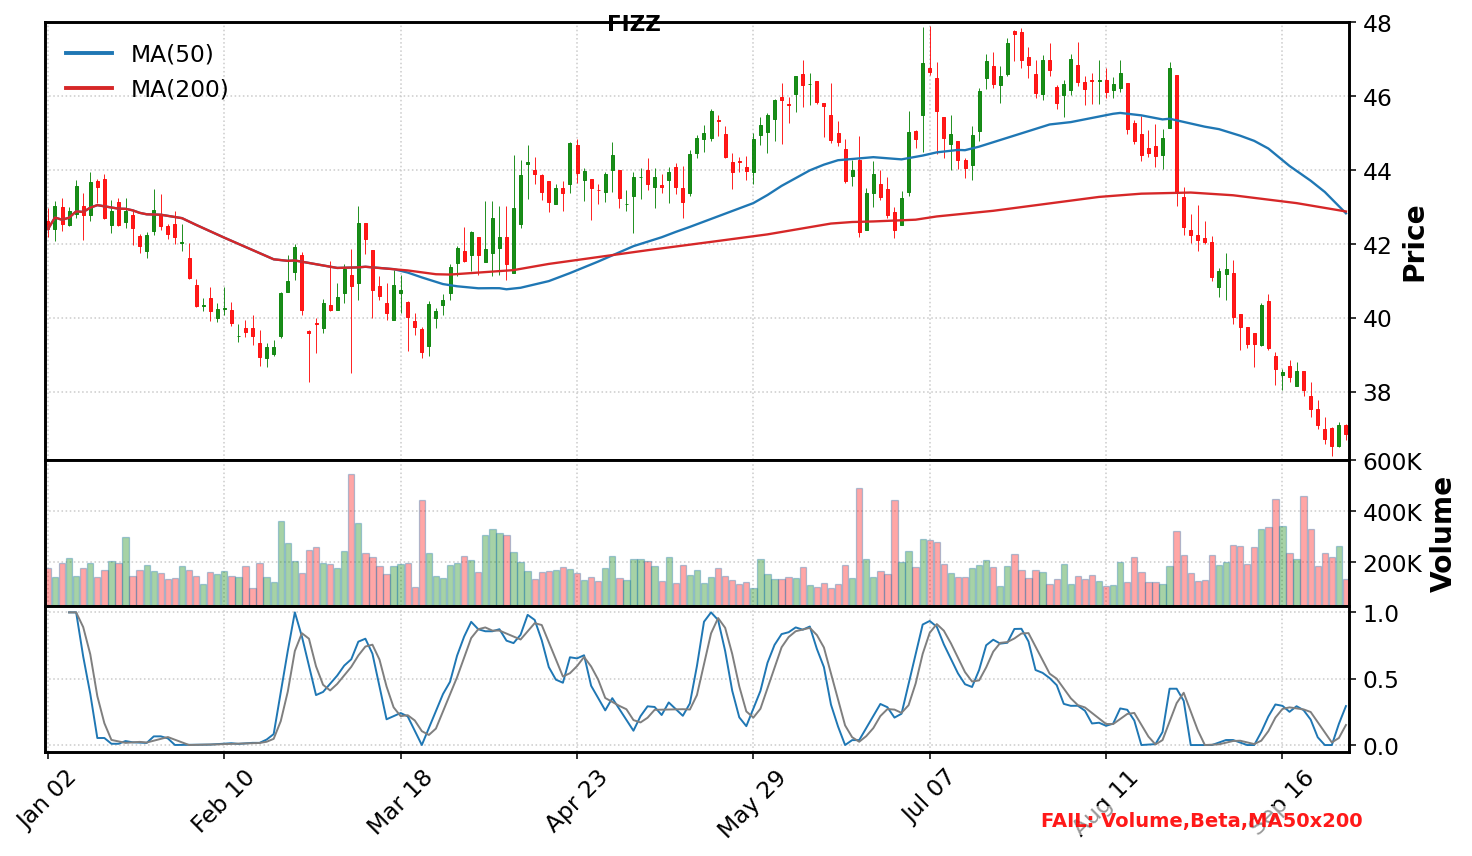 FIZZ
MA(50)
MA(200)
48
46
44
42
40
38
Price
600K
400K
200K
Volume
1.0
0.5
0.0
Jan 02
Feb 10
Mar 18
Apr 23
May 29
Jul 07
Aug 11
Sep 16
FAIL: Volume,Beta,MA50x200